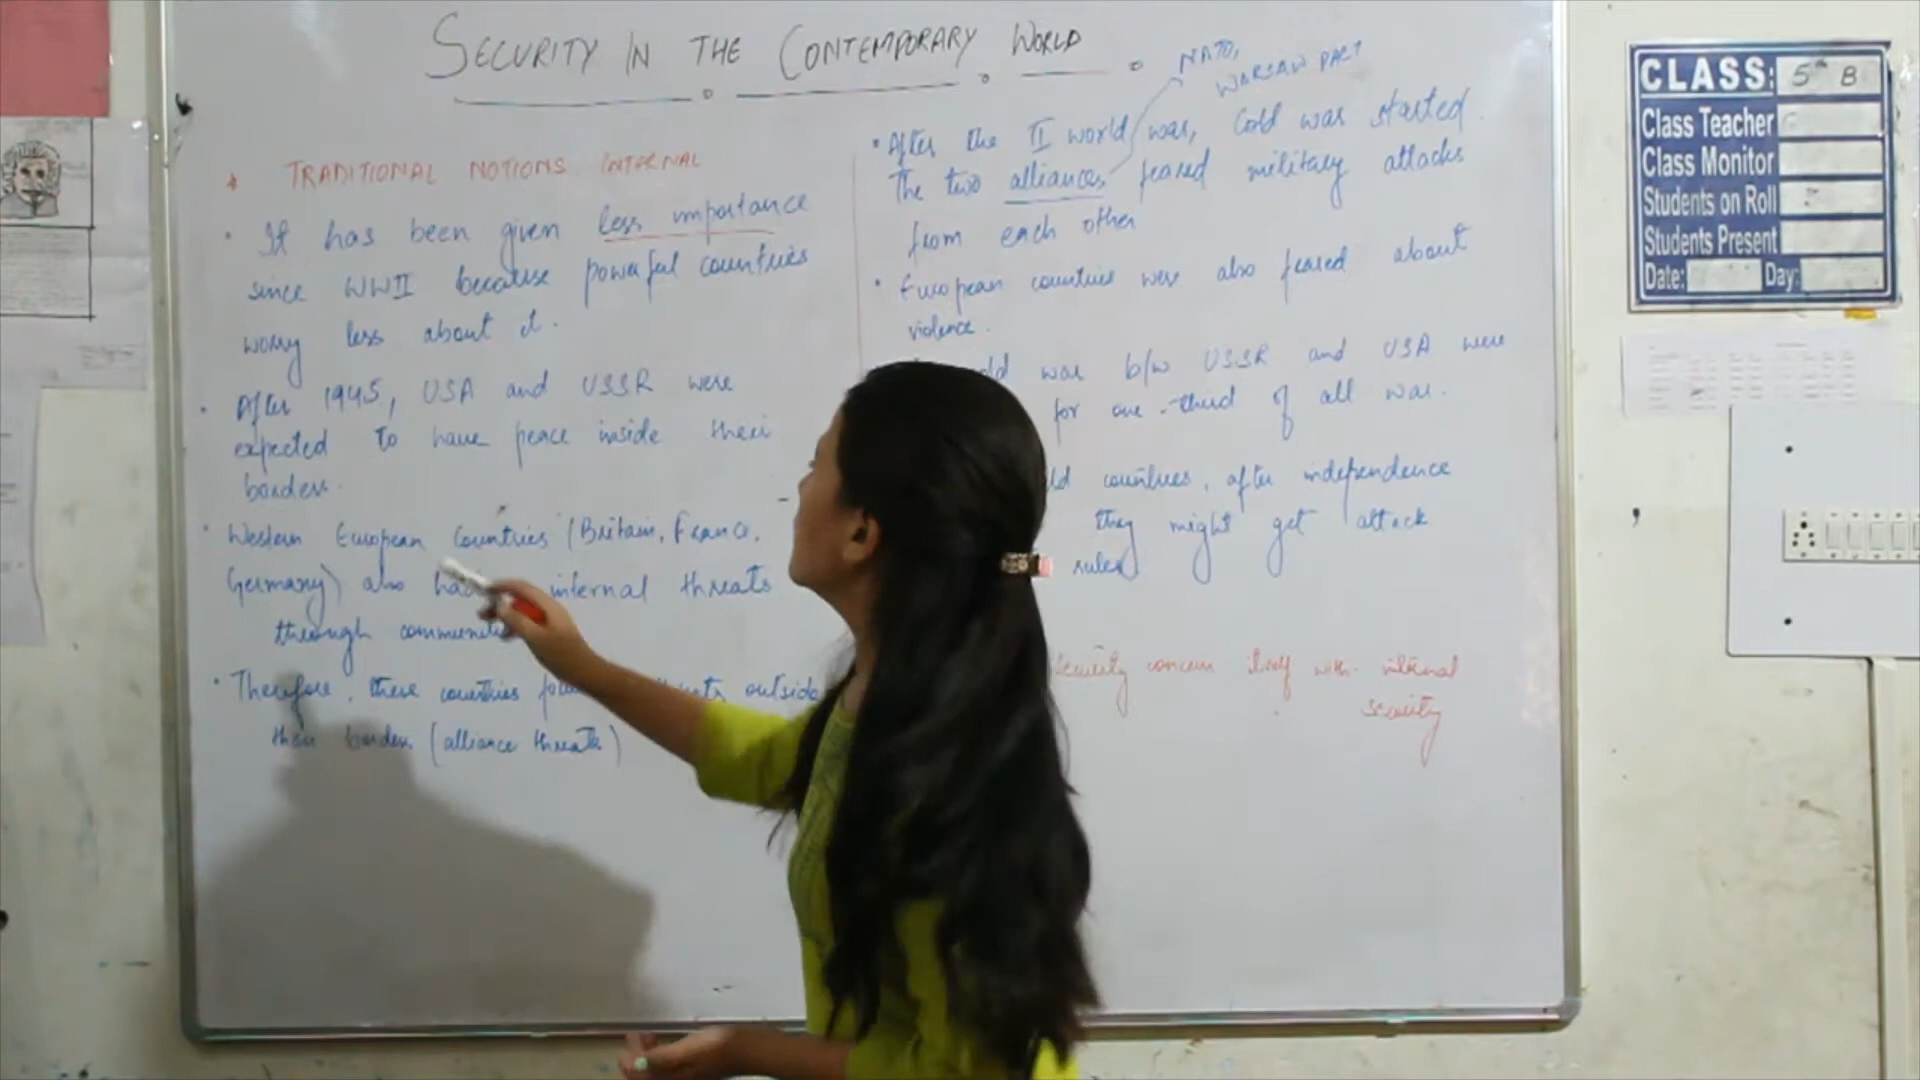 SECURITY IN THE CONTEMPORARY WORLD
TRADITIONAL NOTIONS INTERNAL
It has been given less importance
since WWII because powerful countries
worry less about it.
After 1945, USA and USSR were
expected to have peace inside their
borders.
Western European Countries (Britain, France,
Germany) also had internal threats
through
Therefore, these countries outside
their borders (alliance threats)
NATO,
WARSAW PACT
After the II world war, Cold war started.
The two alliances feared military attacks
from each other
European countries were also feared about
violence.
war b/w USSR and USA were
for one-third of all war.
countries, after independence
they might get attack
rulers
security concern with internal
security
CLASS: 5th B
Class Teacher
Class Monitor
Students on Roll
Students Present
Date: Day: